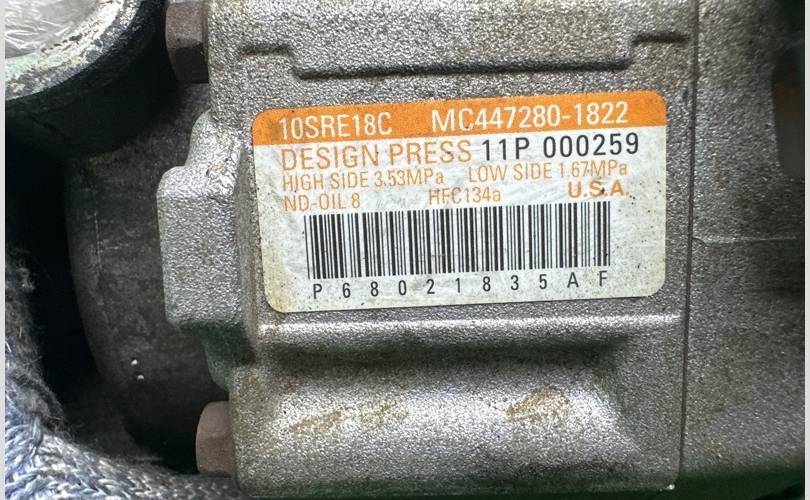 10SRE18C MC447280-1822
DESIGN PRESS 11P 000259
HIGH SIDE 3.53MPa LOW SIDE 1.67MPa
ND-OIL 8 HFC134a U.S.A.
P68021835AF